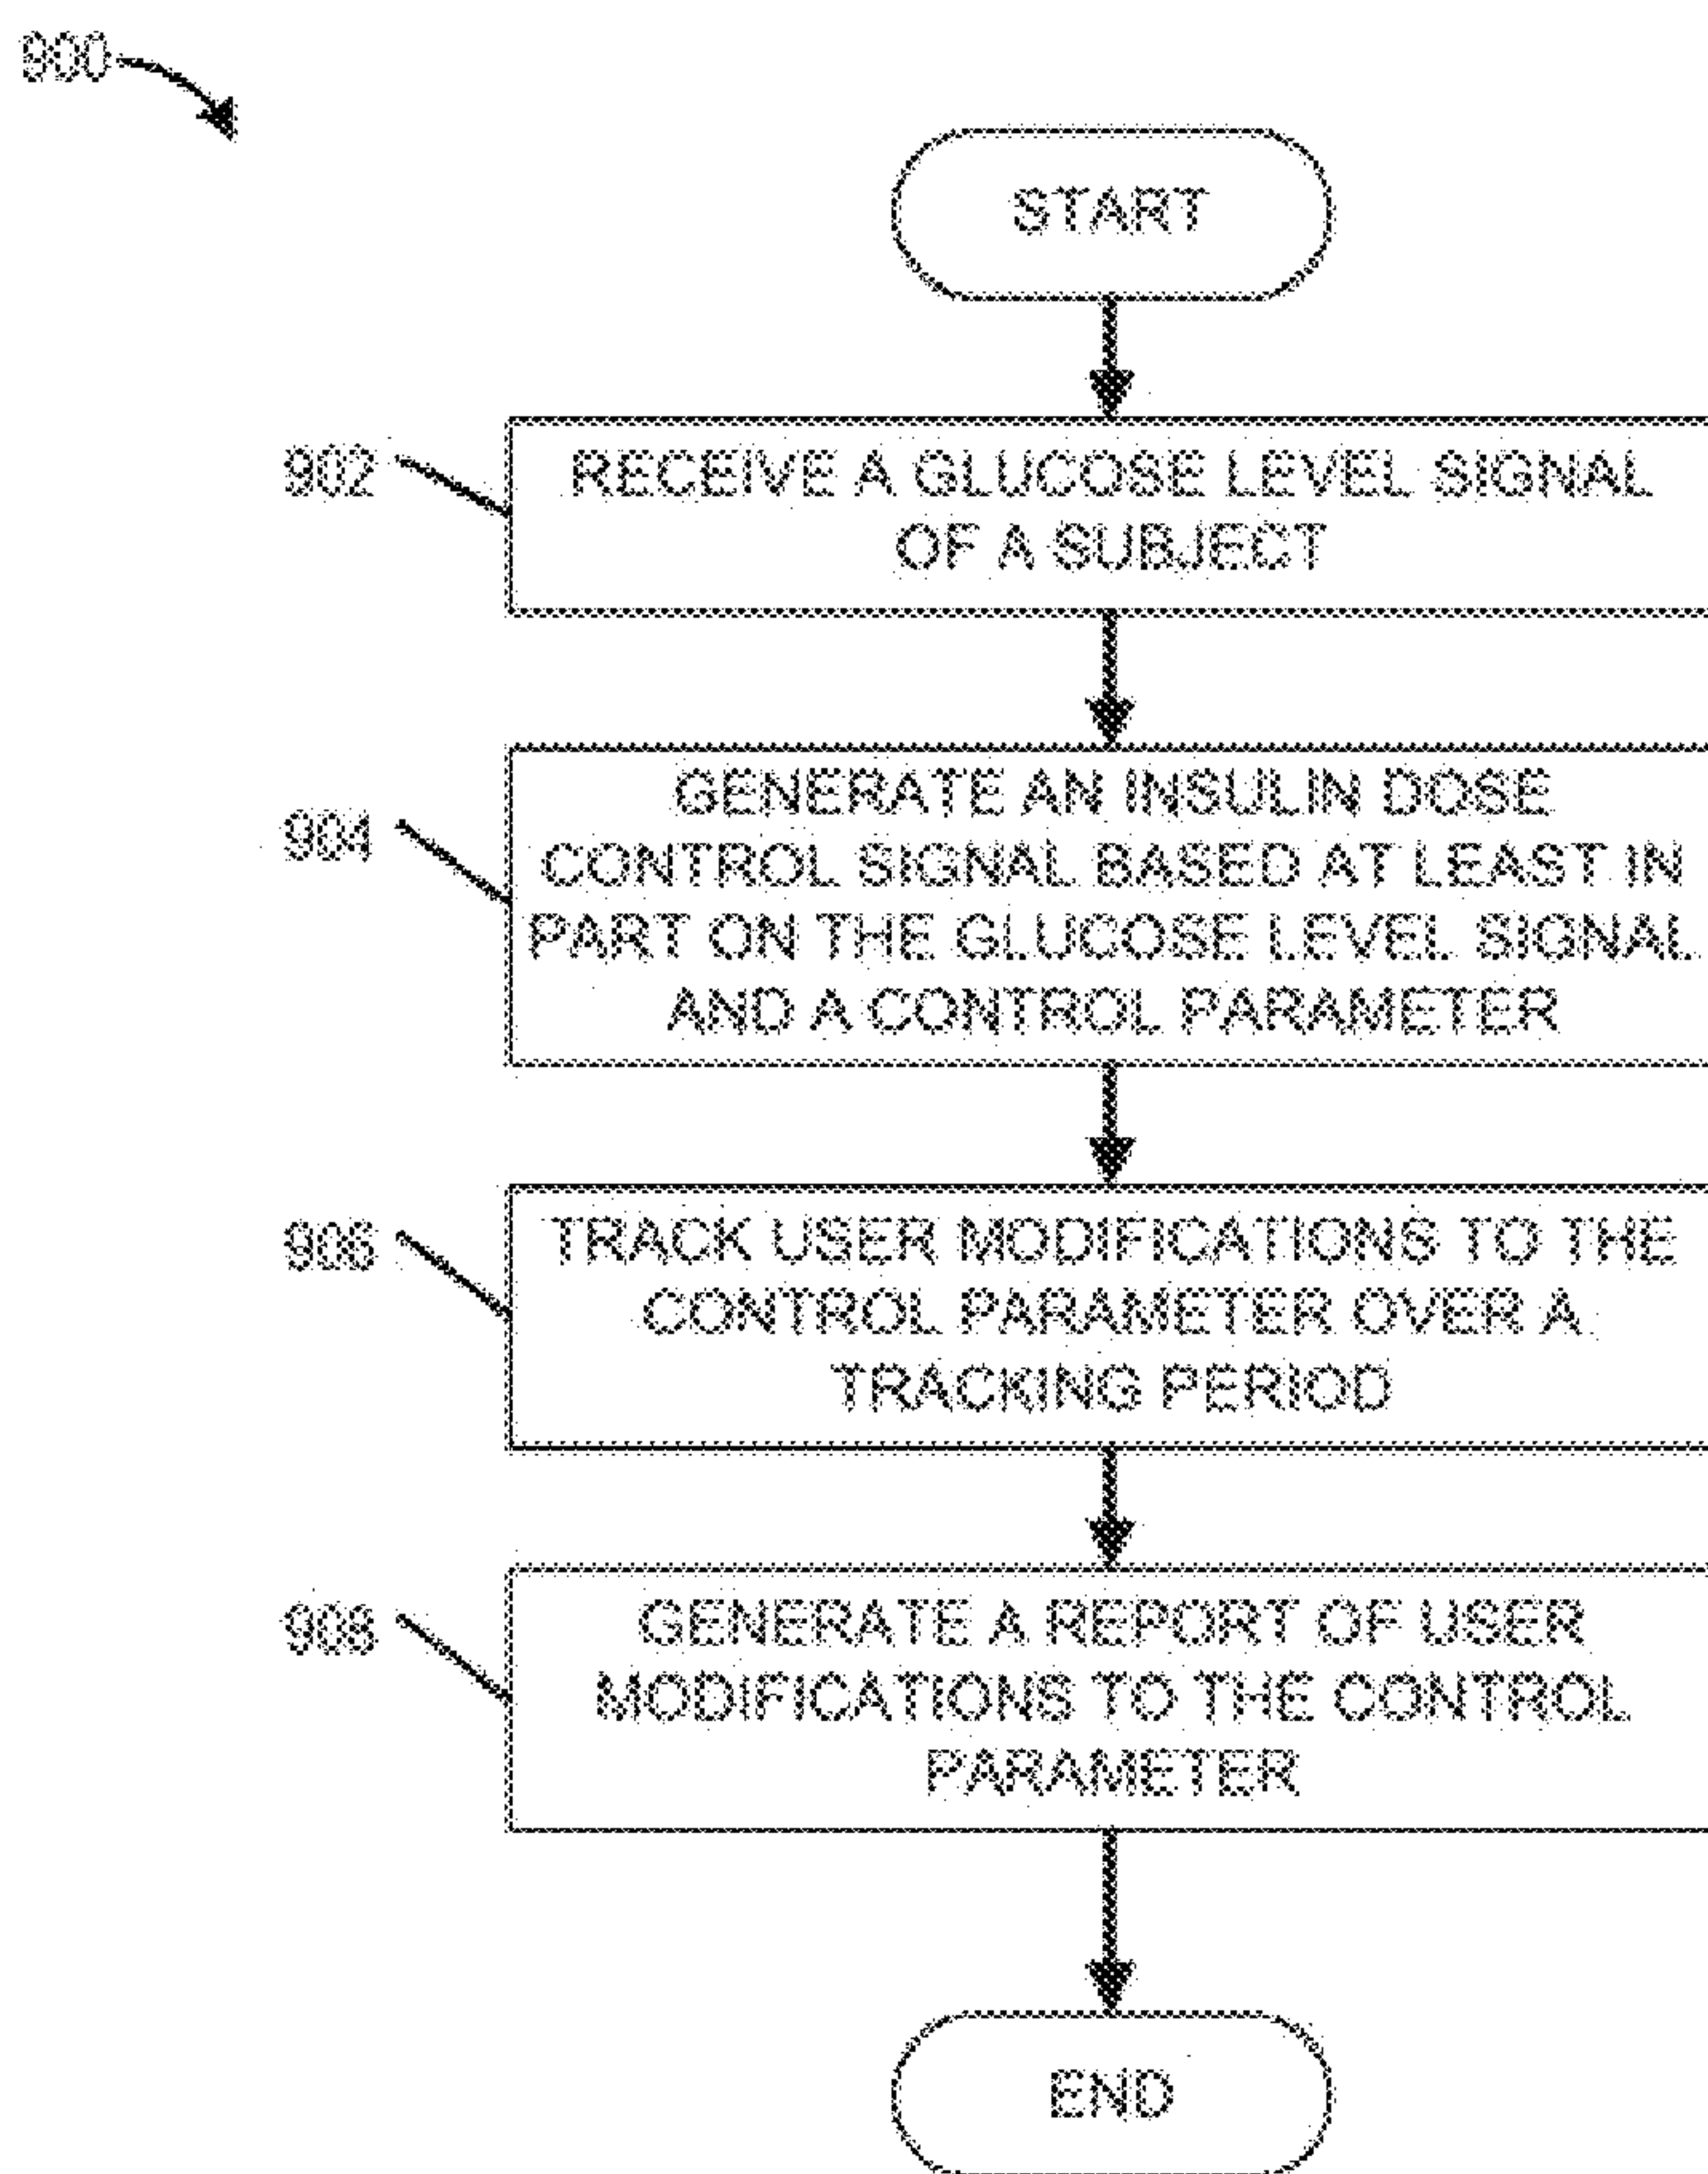 900
START
902
RECEIVE A GLUCOSE LEVEL SIGNAL
OF A SUBJECT
904
GENERATE AN INSULIN DOSE
CONTROL SIGNAL BASED AT LEAST IN
PART ON THE GLUCOSE LEVEL SIGNAL
AND A CONTROL PARAMETER
906
TRACK USER MODIFICATIONS TO THE
CONTROL PARAMETER OVER A
TRACKING PERIOD
908
GENERATE A REPORT OF USER
MODIFICATIONS TO THE CONTROL
PARAMETER
END